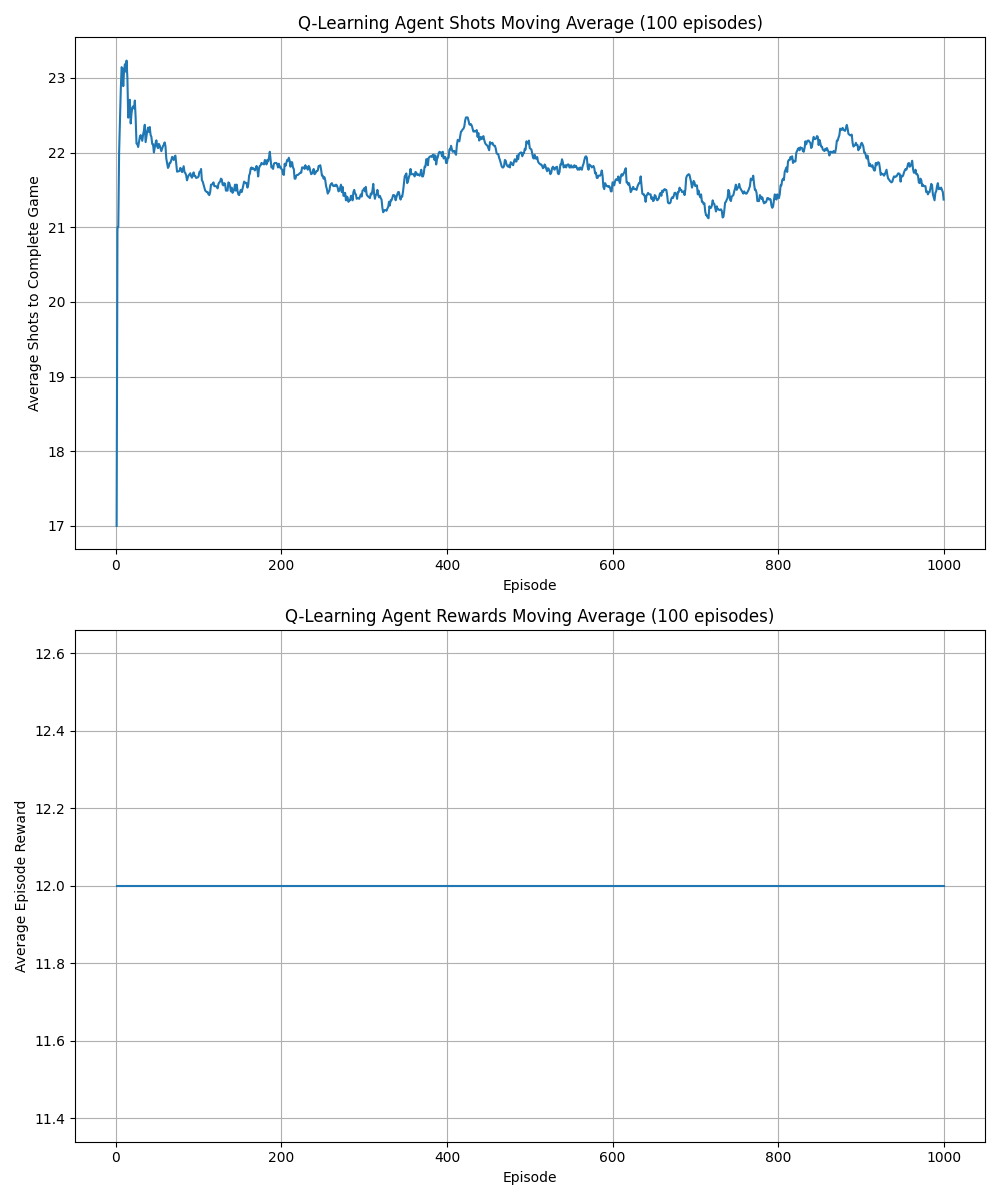 Q-Learning Agent Shots Moving Average (100 episodes)
Average Shots to Complete Game
23
22
21
20
19
18
17
0 200 400 600 800 1000
Episode
Q-Learning Agent Rewards Moving Average (100 episodes)
Average Episode Reward
12.6
12.4
12.2
12.0
11.8
11.6
11.4
0 200 400 600 800 1000
Episode